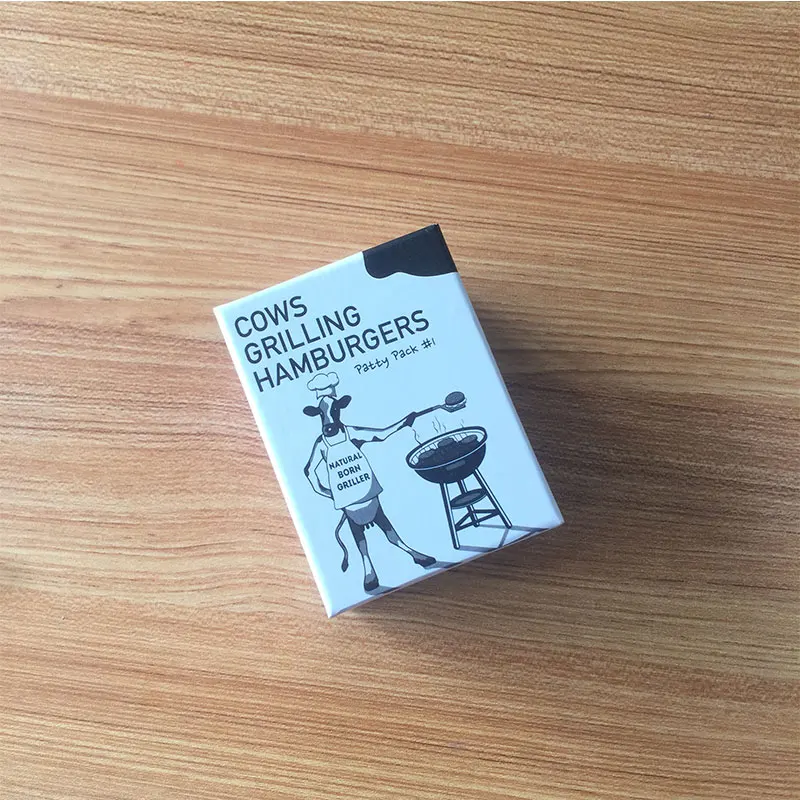 COWS
GRILLING
HAMBURGERS
Patty Pack #1
NATURAL
BORN
GRILLER